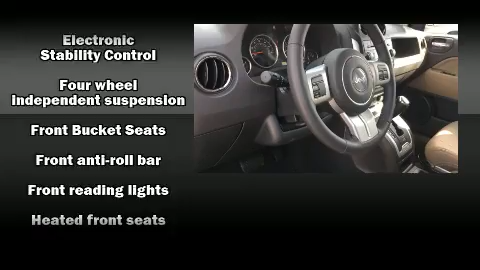 Electronic
Stability Control
Four wheel
independent suspension
Front Bucket Seats
Front anti-roll bar
Front reading lights
Heated front seats